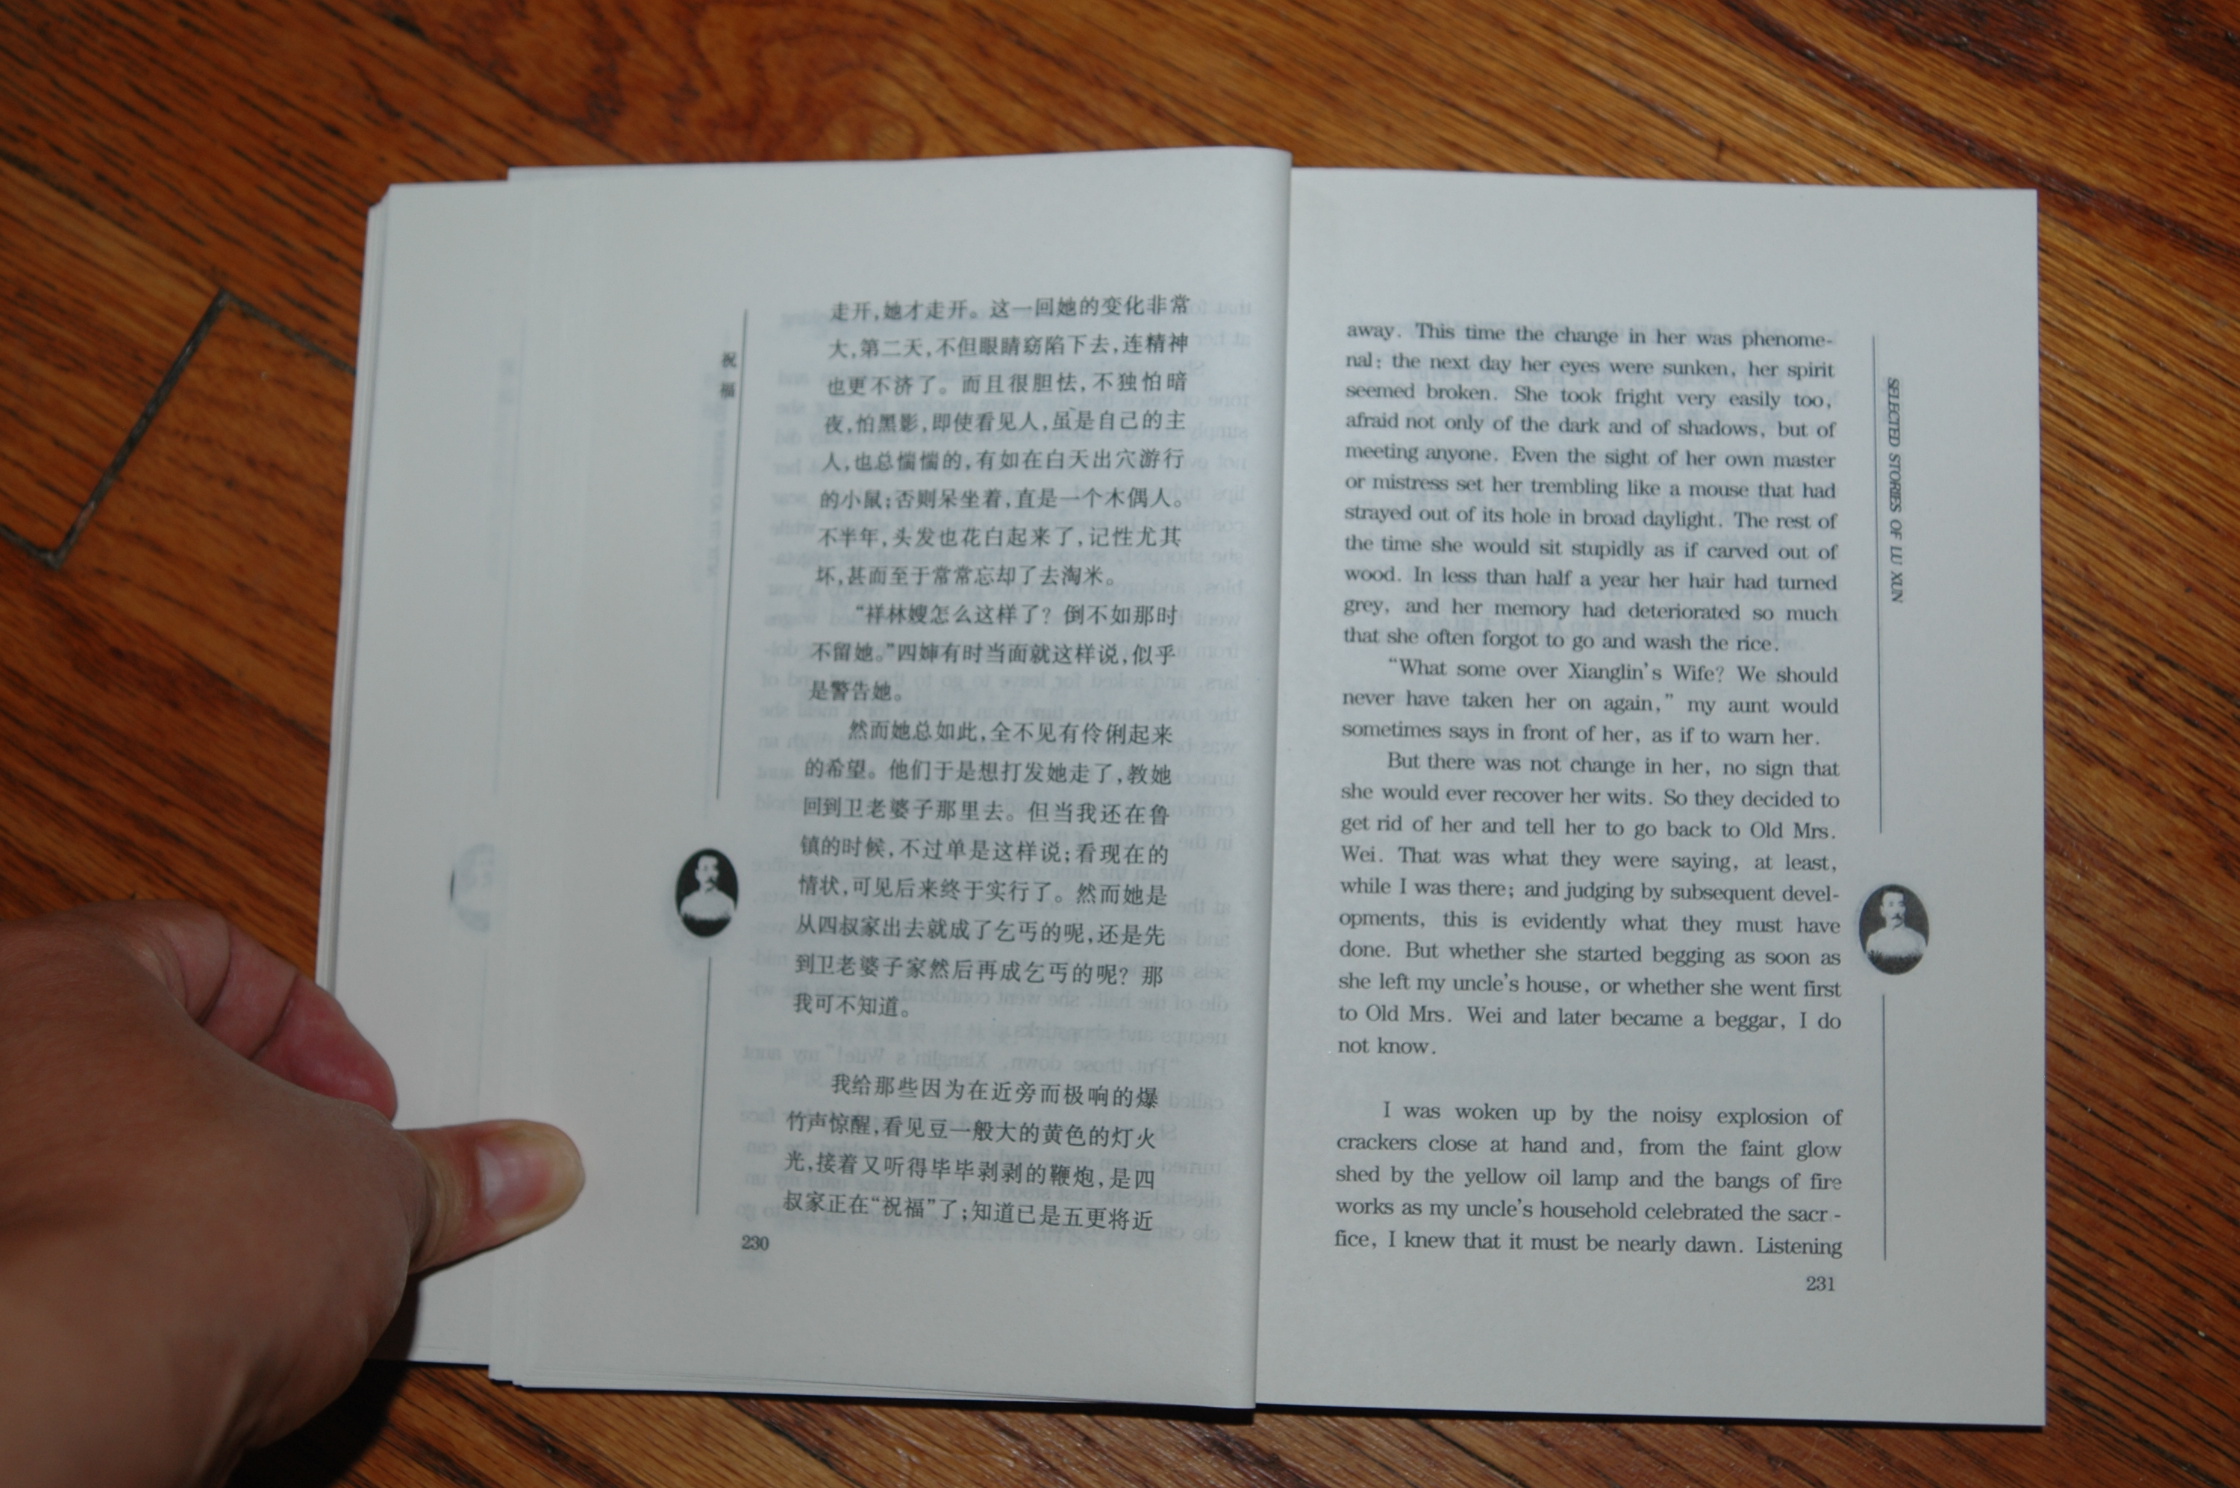 祝
福
走开,她才走开。这一回她的变化非常
大,第二天,不但眼睛窈陷下去,连精神
也更不济了。而且很胆怯,不独怕暗
夜,怕黑影,即使看见人,虽是自己的主
人,也总惴惴的,有如在白天出穴游行
的小鼠;否则呆坐着,直是一个木偶人。
不半年,头发也花白起来了,记性尤其
坏,甚而至于常常忘却了去淘米。
“祥林嫂怎么这样了?倒不如那时
不留她。”四婶有时当面就这样说,似乎
是警告她。
然而她总如此,全不见有伶俐起来
的希望。他们于是想打发她走了,教她
回到卫老婆子那里去。但当我还在鲁
镇的时候,不过单是这样说;看现在的
情状,可见后来终于实行了。然而她是
从四叔家出去就成了乞丐的呢,还是先
到卫老婆子家然后再成乞丐的呢?那
我可不知道。
我给那些因为在近旁而极响的爆
竹声惊醒,看见豆一般大的黄色的灯火
光,接着又听得毕毕剥剥的鞭炮,是四
叔家正在“祝福”了;知道已是五更将近
230
SELECTED STORIES OF LU XUN
away. This time the change in her was phenome-
nal: the next day her eyes were sunken, her spirit
seemed broken. She took fright very easily too,
afraid not only of the dark and of shadows, but of
meeting anyone. Even the sight of her own master
or mistress set her trembling like a mouse that had
strayed out of its hole in broad daylight. The rest of
the time she would sit stupidly as if carved out of
wood. In less than half a year her hair had turned
grey, and her memory had deteriorated so much
that she often forgot to go and wash the rice.
“What some over Xianglin's Wife? We should
never have taken her on again,” my aunt would
sometimes says in front of her, as if to warn her.
But there was not change in her, no sign that
she would ever recover her wits. So they decided to
get rid of her and tell her to go back to Old Mrs.
Wei. That was what they were saying, at least,
while I was there; and judging by subsequent devel-
opments, this is evidently what they must have
done. But whether she started begging as soon as
she left my uncle's house, or whether she went first
to Old Mrs. Wei and later became a beggar, I do
not know.
I was woken up by the noisy explosion of
crackers close at hand and, from the faint glow
shed by the yellow oil lamp and the bangs of fire
works as my uncle's household celebrated the sacr-
fice, I knew that it must be nearly dawn. Listening
231